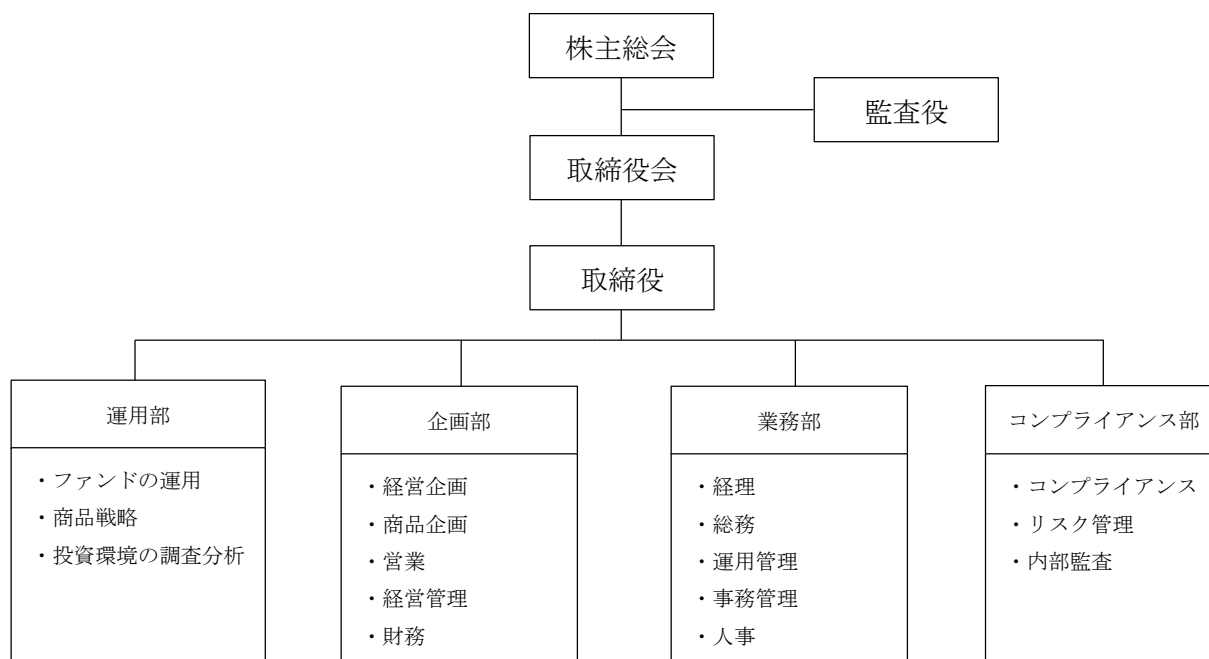 株主総会
監査役
取締役会
取締役
運用部
・ファンドの運用
・商品戦略
・投資環境の調査分析
企画部
・経営企画
・商品企画
・営業
・経営管理
・財務
業務部
・経理
・総務
・運用管理
・事務管理
・人事
コンプライアンス部
・コンプライアンス
・リスク管理
・内部監査